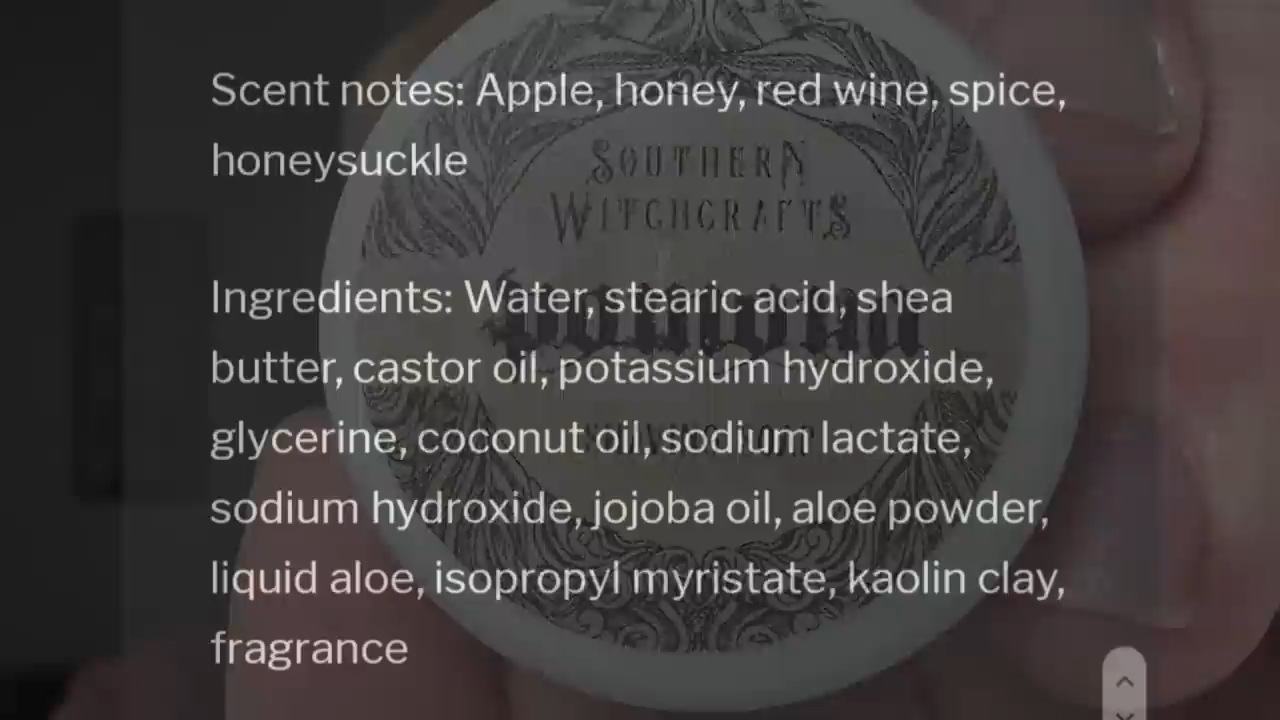 Scent notes: Apple, honey, red wine, spice,
honeysuckle
SOUTHERN
WITCHCRAFTS
Ingredients: Water, stearic acid, shea
butter, castor oil, potassium hydroxide,
glycerine, coconut oil, sodium lactate,
sodium hydroxide, jojoba oil, aloe powder,
liquid aloe, isopropyl myristate, kaolin clay,
fragrance